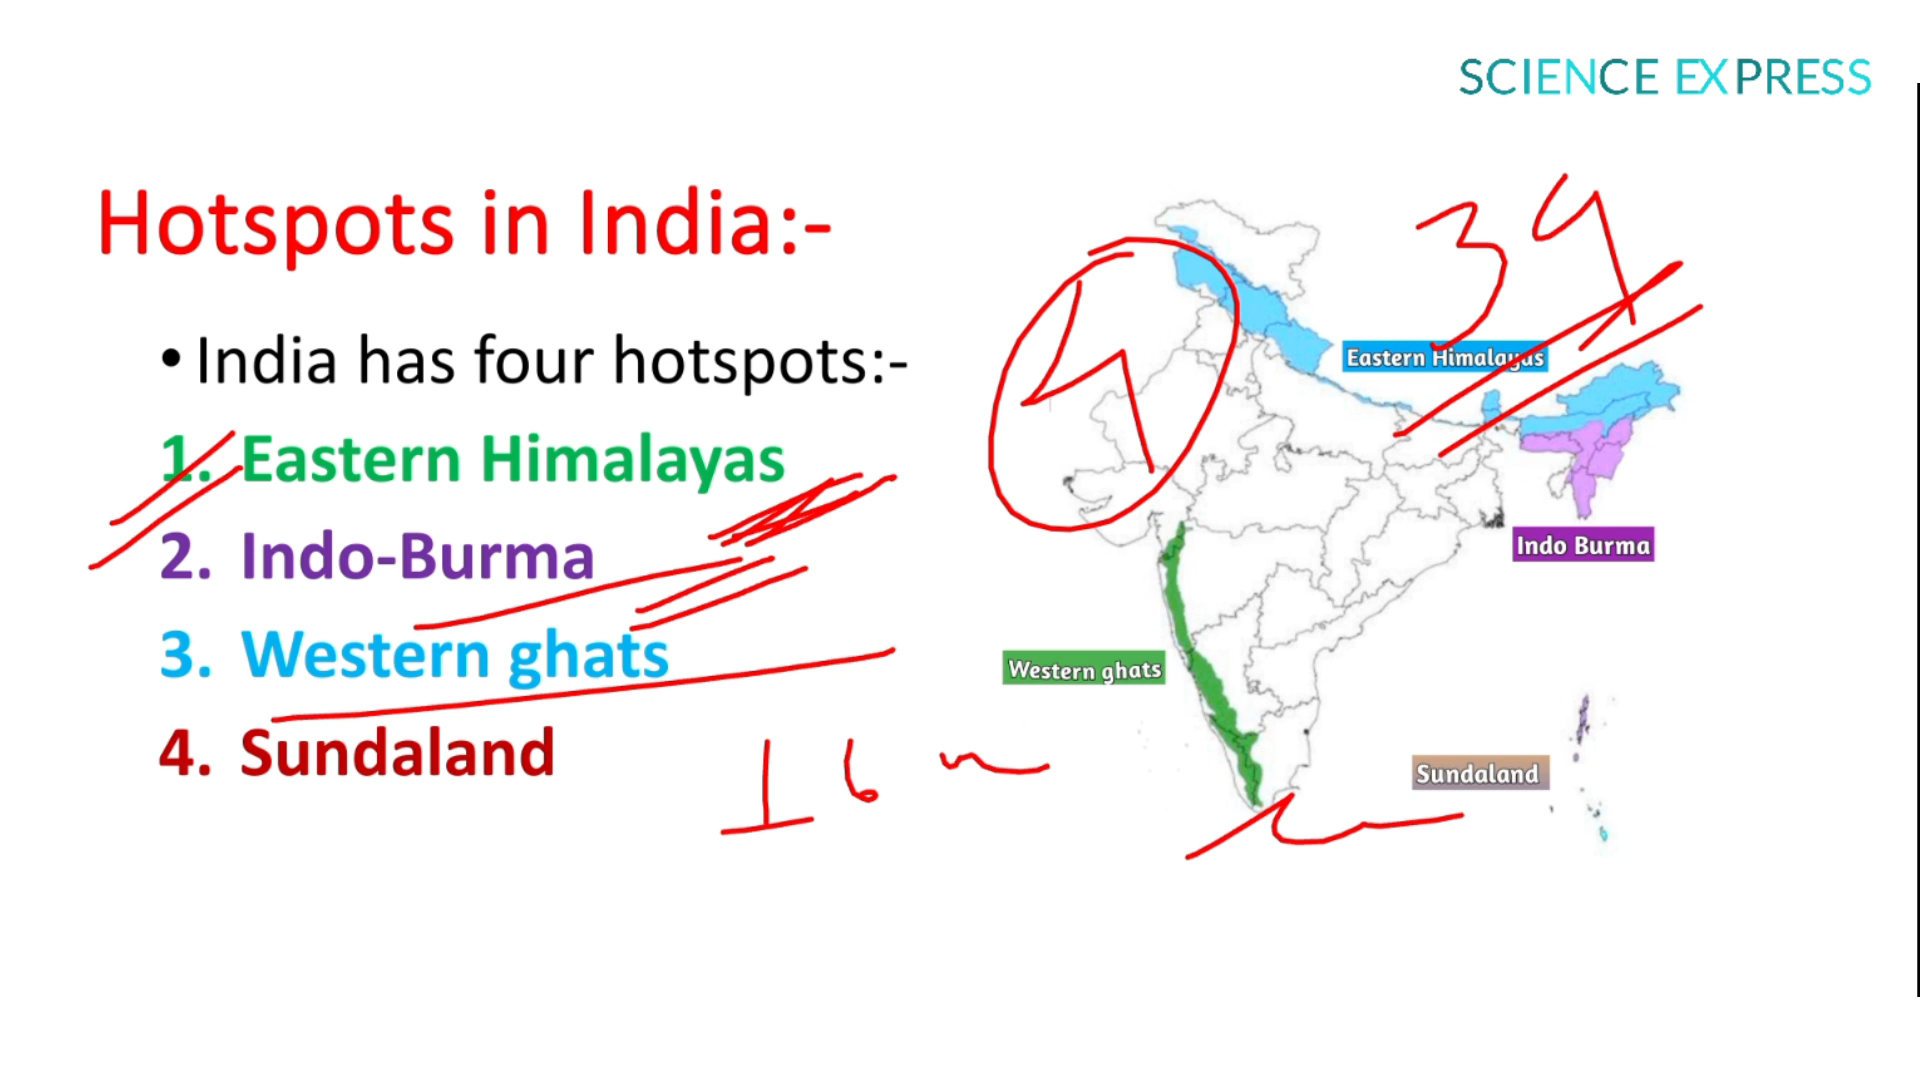 SCIENCE EXPRESS
Hotspots in India:-
• India has four hotspots:-
1. Eastern Himalayas
2. Indo-Burma
3. Western ghats
4. Sundaland
34
4
Eastern Himalayas
Indo Burma
Western ghats
Sundaland